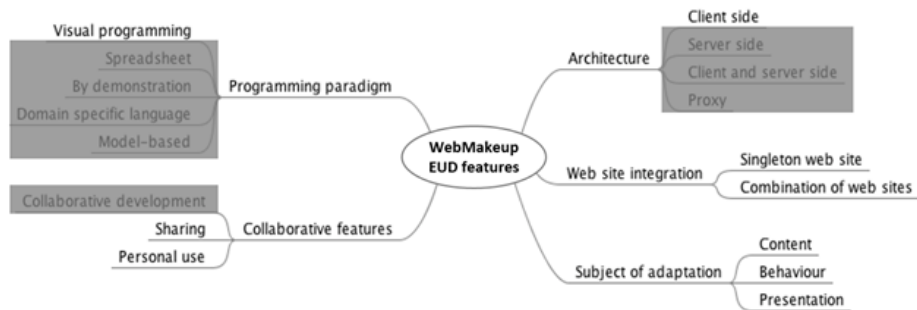 Visual programming
Spreadsheet
By demonstration
Domain specific language
Model-based
Programming paradigm
Collaborative development
Sharing
Personal use
Collaborative features
WebMakeup
EUD features
Architecture
Client side
Server side
Client and server side
Proxy
Web site integration
Singleton web site
Combination of web sites
Subject of adaptation
Content
Behaviour
Presentation